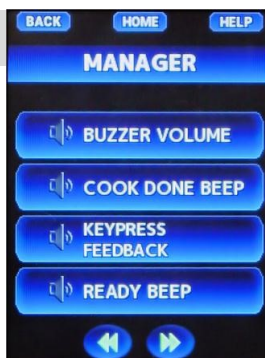 BACK HOME HELP
MANAGER
BUZZER VOLUME
COOK DONE BEEP
KEYPRESS
FEEDBACK
READY BEEP